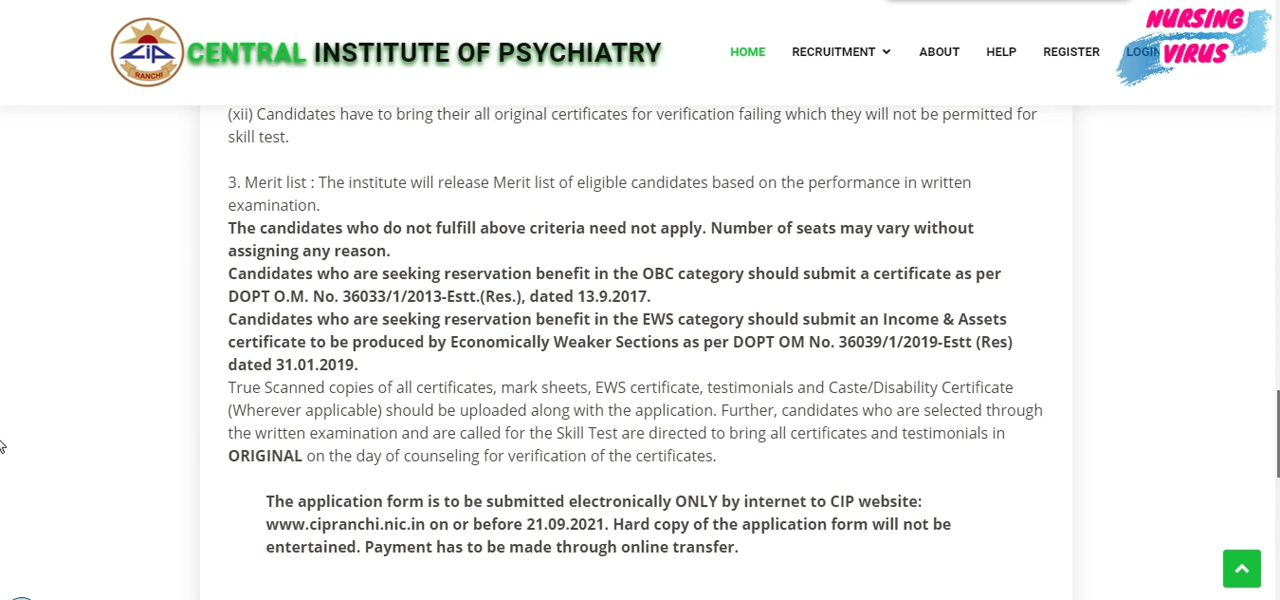 CIP
RANCHI
CENTRAL INSTITUTE OF PSYCHIATRY
HOME RECRUITMENT ABOUT HELP REGISTER LOGIN
NURSING
VIRUS
(xii) Candidates have to bring their all original certificates for verification failing which they will not be permitted for
skill test.
3. Merit list : The institute will release Merit list of eligible candidates based on the performance in written
examination.
The candidates who do not fulfill above criteria need not apply. Number of seats may vary without
assigning any reason.
Candidates who are seeking reservation benefit in the OBC category should submit a certificate as per
DOPT O.M. No. 36033/1/2013-Estt.(Res.), dated 13.9.2017.
Candidates who are seeking reservation benefit in the EWS category should submit an Income & Assets
certificate to be produced by Economically Weaker Sections as per DOPT OM No. 36039/1/2019-Estt (Res)
dated 31.01.2019.
True Scanned copies of all certificates, mark sheets, EWS certificate, testimonials and Caste/Disability Certificate
(Wherever applicable) should be uploaded along with the application. Further, candidates who are selected through
the written examination and are called for the Skill Test are directed to bring all certificates and testimonials in
ORIGINAL on the day of counseling for verification of the certificates.
The application form is to be submitted electronically ONLY by internet to CIP website:
www.cipranchi.nic.in on or before 21.09.2021. Hard copy of the application form will not be
entertained. Payment has to be made through online transfer.